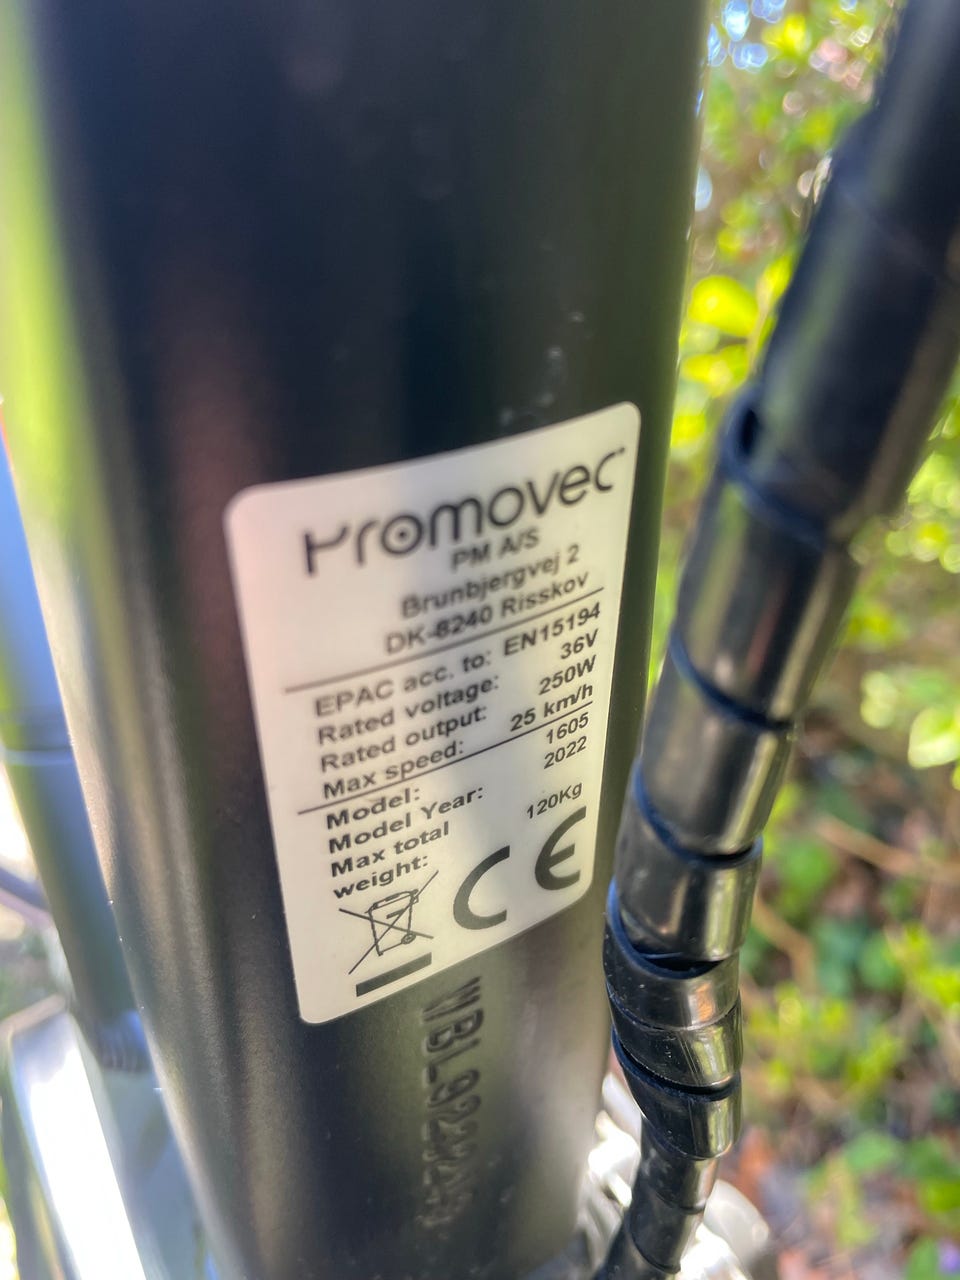 Promovec
PM A/S
Brunbjergvej 2
DK-8240 Risskov
EPAC acc. to: EN15194
Rated voltage: 36V
Rated output: 250W
Max speed: 25 km/h
Model: 1605
Model Year: 2022
Max total weight: 120Kg
CE